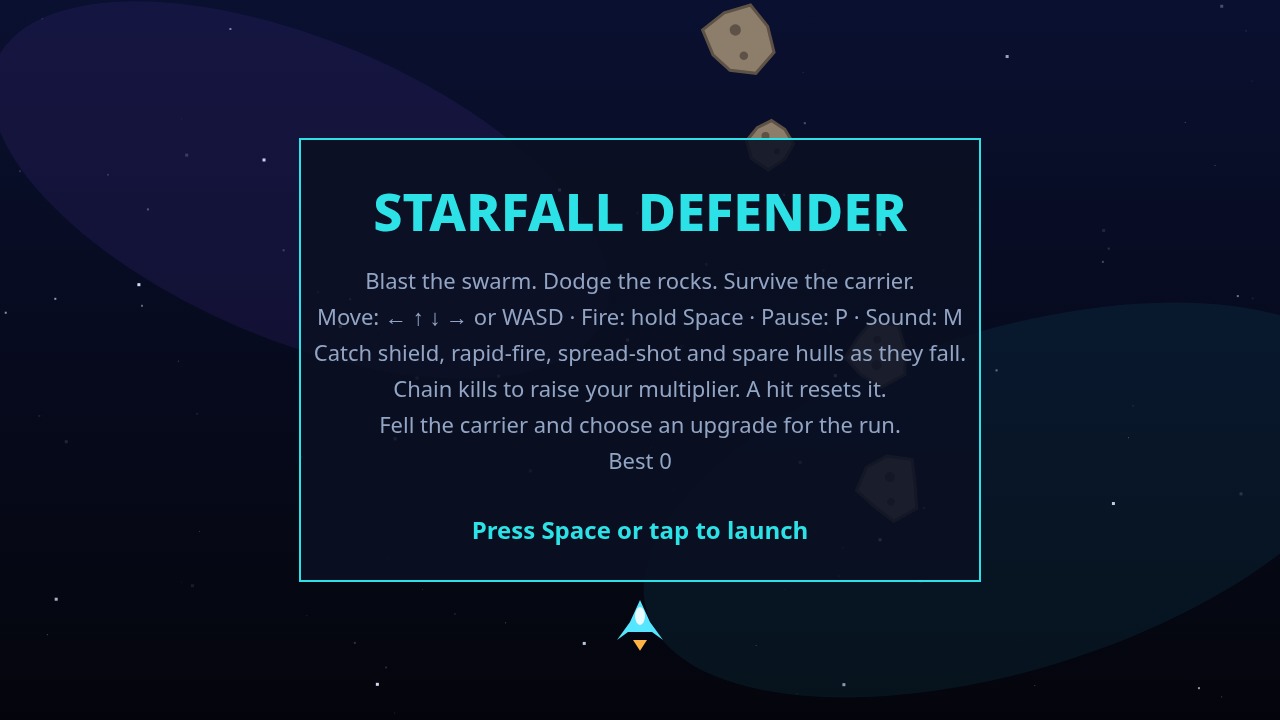 STARFALL DEFENDER
Blast the swarm. Dodge the rocks. Survive the carrier.
Move: ← ↑ ↓ → or WASD · Fire: hold Space · Pause: P · Sound: M
Catch shield, rapid-fire, spread-shot and spare hulls as they fall.
Chain kills to raise your multiplier. A hit resets it.
Fell the carrier and choose an upgrade for the run.
Best 0
Press Space or tap to launch